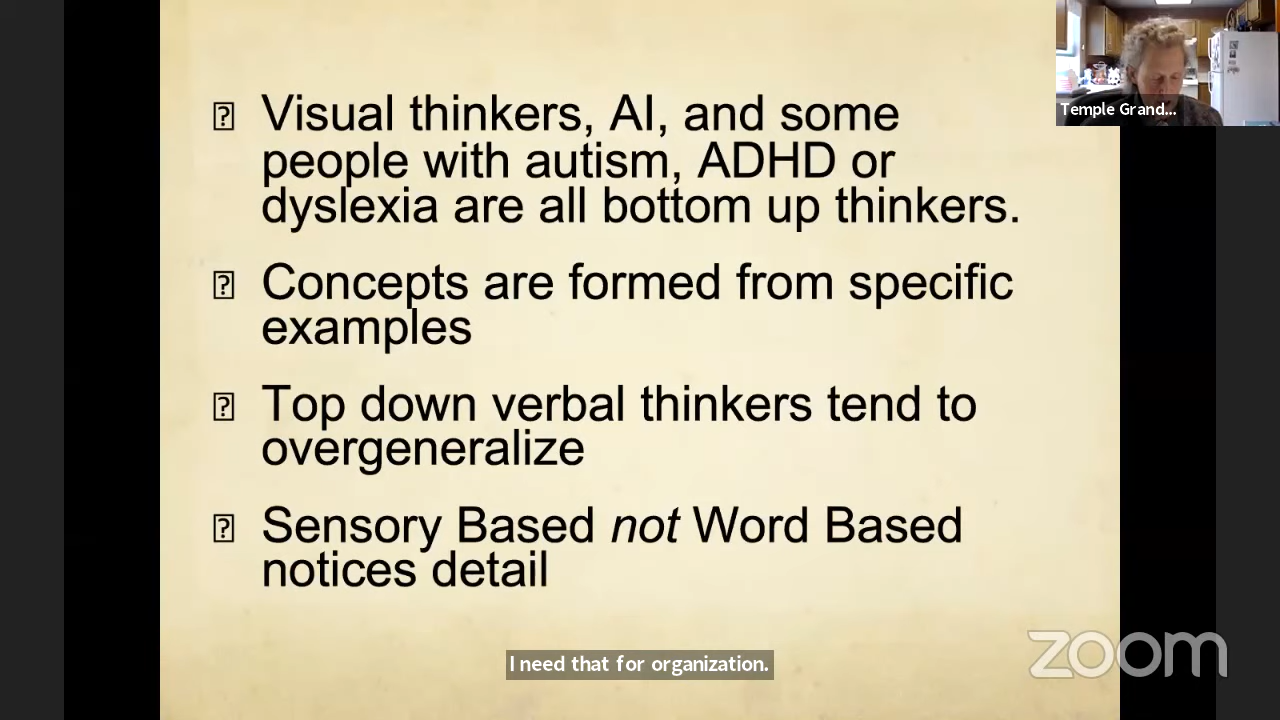 Temple Grand...
Visual thinkers, AI, and some
people with autism, ADHD or
dyslexia are all bottom up thinkers.
Concepts are formed from specific
examples
Top down verbal thinkers tend to
overgeneralize
Sensory Based not Word Based
notices detail
I need that for organization.
zoom